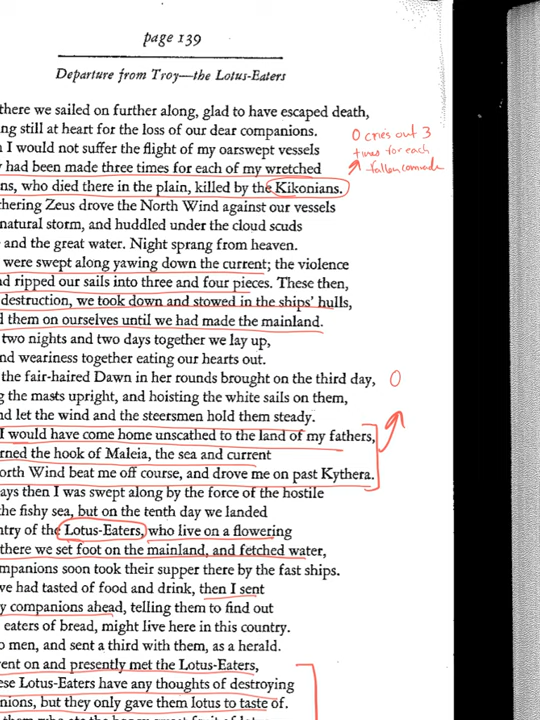 page 139
Departure from Troy—the Lotus-Eaters
there we sailed on further along, glad to have escaped death,
ng still at heart for the loss of our dear companions.
I would not suffer the flight of my oarswept vessels
had been made three times for each of my wretched
ns, who died there in the plain, killed by the Kikonians.
hering Zeus drove the North Wind against our vessels
natural storm, and huddled under the cloud scuds
and the great water. Night sprang from heaven.
were swept along yawing down the current; the violence
d ripped our sails into three and four pieces. These then,
destruction, we took down and stowed in the ships' hulls,
d them on ourselves until we had made the mainland.
two nights and two days together we lay up,
nd weariness together eating our hearts out.
the fair-haired Dawn in her rounds brought on the third day,
g the masts upright, and hoisting the white sails on them,
nd let the wind and the steersmen hold them steady.
I would have come home unscathed to the land of my fathers,
rned the hook of Maleia, the sea and current
orth Wind beat me off course, and drove me on past Kythera.
ays then I was swept along by the force of the hostile
the fishy sea, but on the tenth day we landed
ntry of the Lotus-Eaters, who live on a flowering
there we set foot on the mainland, and fetched water,
mpanions soon took their supper there by the fast ships.
we had tasted of food and drink, then I sent
y companions ahead, telling them to find out
eaters of bread, might live here in this country.
o men, and sent a third with them, as a herald.
ent on and presently met the Lotus-Eaters,
ese Lotus-Eaters have any thoughts of destroying
nions, but they only gave them lotus to taste of.
O cries out 3
times for each
fallen comrade
O